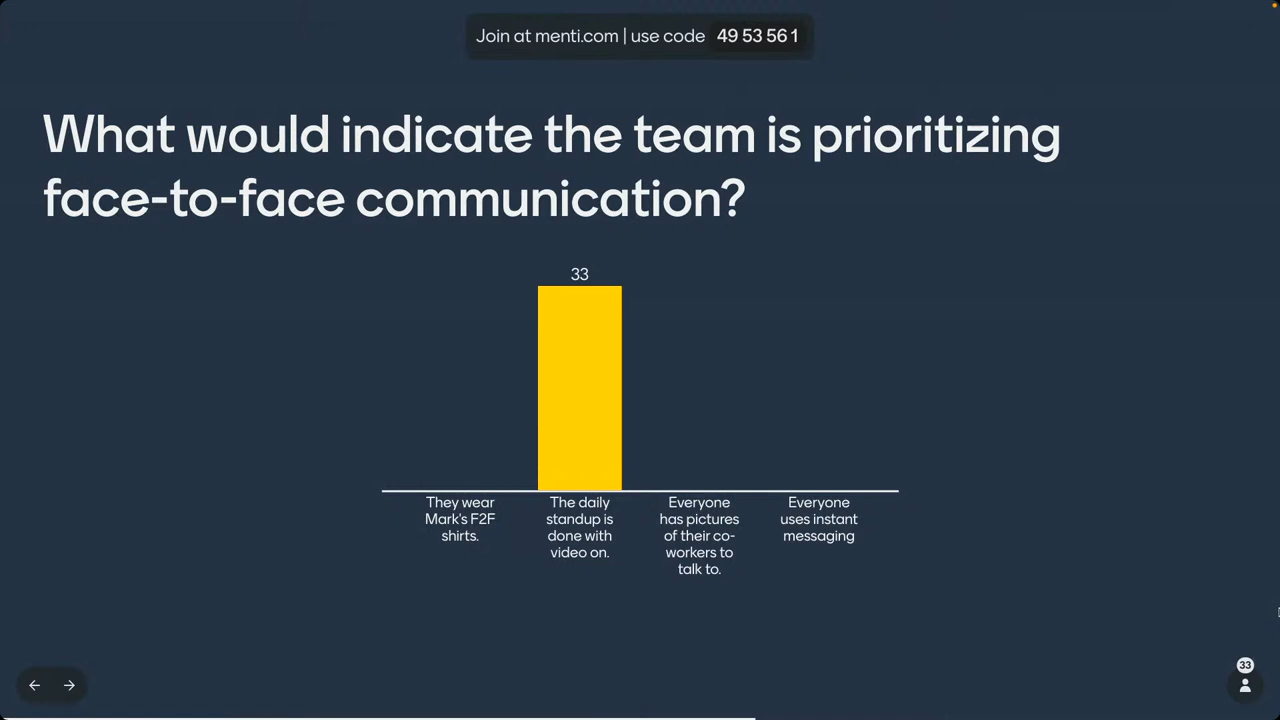 Join at menti.com | use code 49 53 56 1
What would indicate the team is prioritizing
face-to-face communication?
33
They wear
Mark's F2F
shirts.
The daily
standup is
done with
video on.
Everyone
has pictures
of their co-
workers to
talk to.
Everyone
uses instant
messaging
33